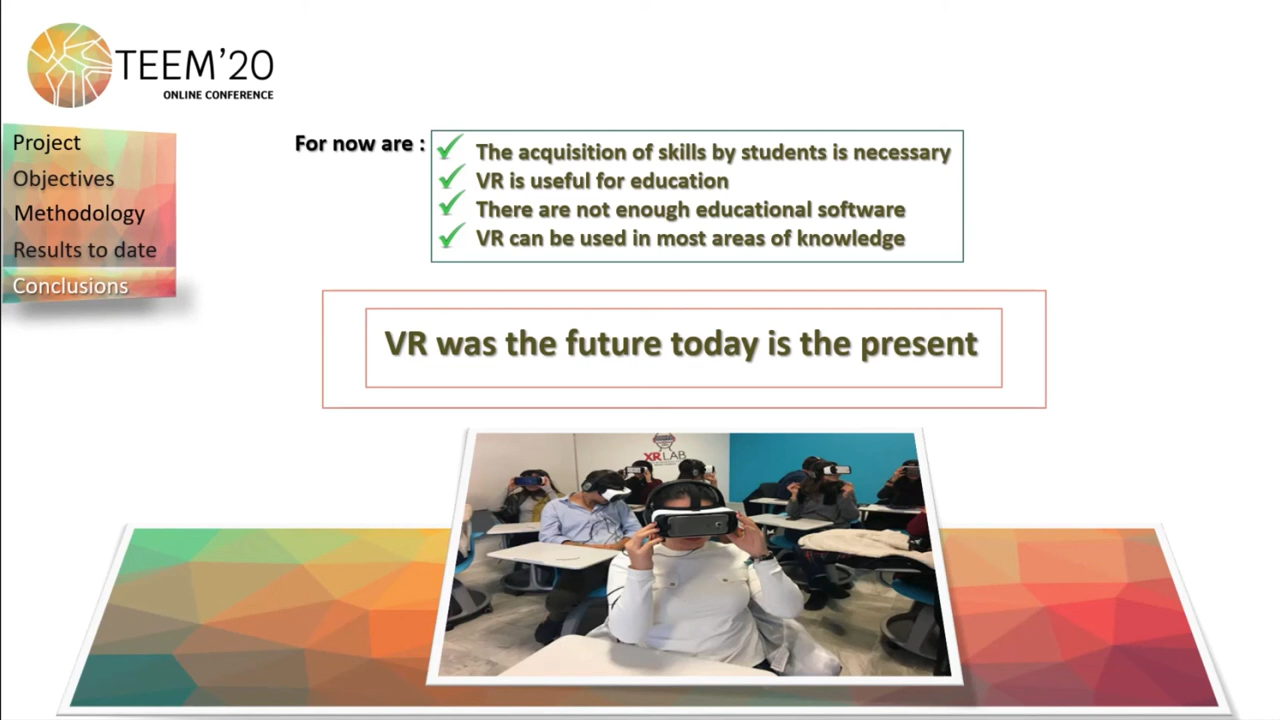 TEEM'20
ONLINE CONFERENCE
Project
Objectives
Methodology
Results to date
Conclusions
For now are :
The acquisition of skills by students is necessary
VR is useful for education
There are not enough educational software
VR can be used in most areas of knowledge
VR was the future today is the present
XRLAB